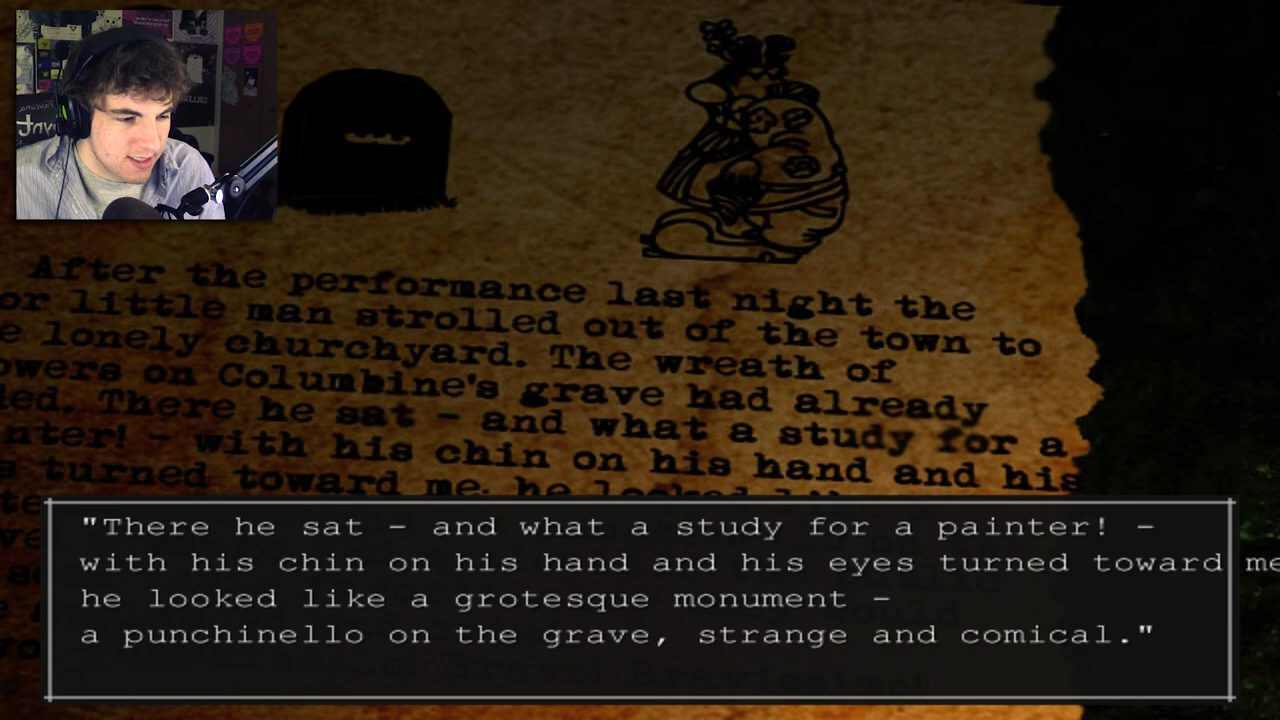 After the performance last night the
or little man strolled out of the town to
e lonely churchyard. The wreath of
owers on Columbine's grave had already
ded. There he sat - and what a study for a
nter! - with his chin on his hand and his
s turned toward me, he looked
"There he sat - and what a study for a painter! -
with his chin on his hand and his eyes turned toward me
he looked like a grotesque monument -
a punchinello on the grave, strange and comical."